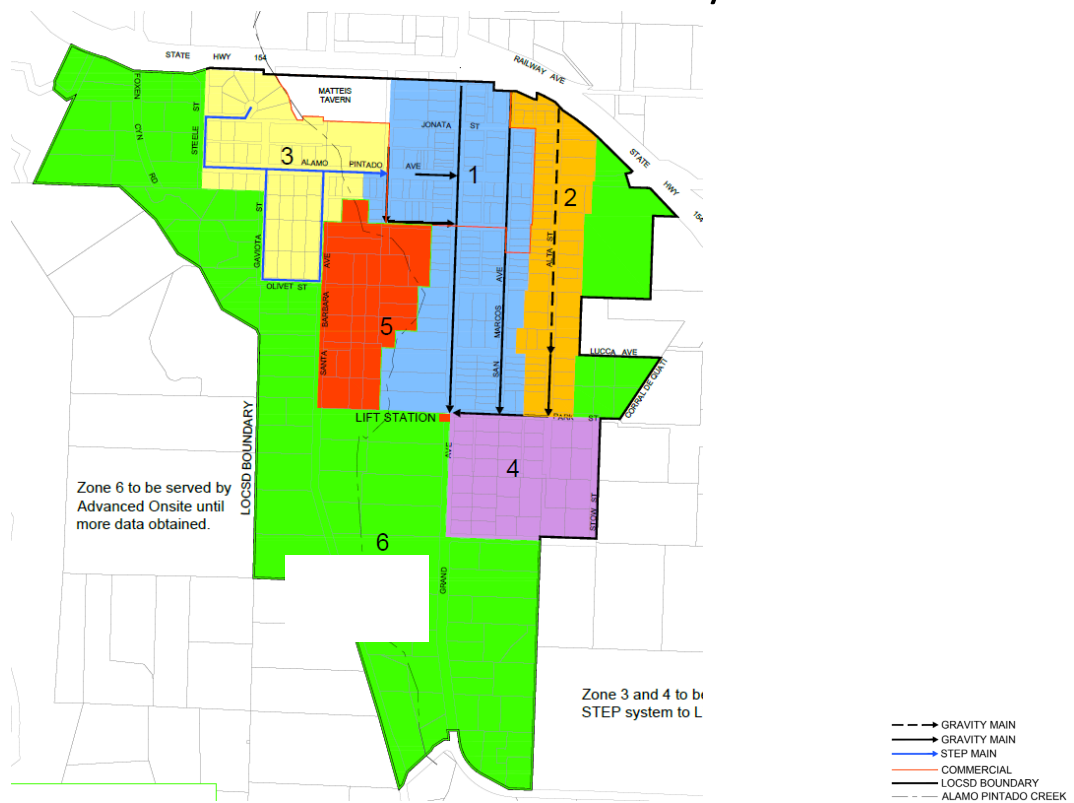 STATE HWY 154
RAILWAY AVE
FOXEN CYN RD
STEELE ST
MATTEIS
TAVERN
JONATA ST
STATE HWY 154
3
ALAMO PINTADO AVE
1
2
GAVIOTA ST
ALTA ST
OLIVET ST
SANTA BARBARA AVE
5
SAN MARCOS AVE
LUCCA AVE
CORRAL DE QUATI
LIFT STATION
PARK ST
LOCSD BOUNDARY
4
STOW ST
Zone 6 to be served by
Advanced Onsite until
more data obtained.
6
GRAND AVE
Zone 3 and 4 to be
STEP system to L
GRAVITY MAIN
GRAVITY MAIN
STEP MAIN
COMMERCIAL
LOCSD BOUNDARY
ALAMO PINTADO CREEK